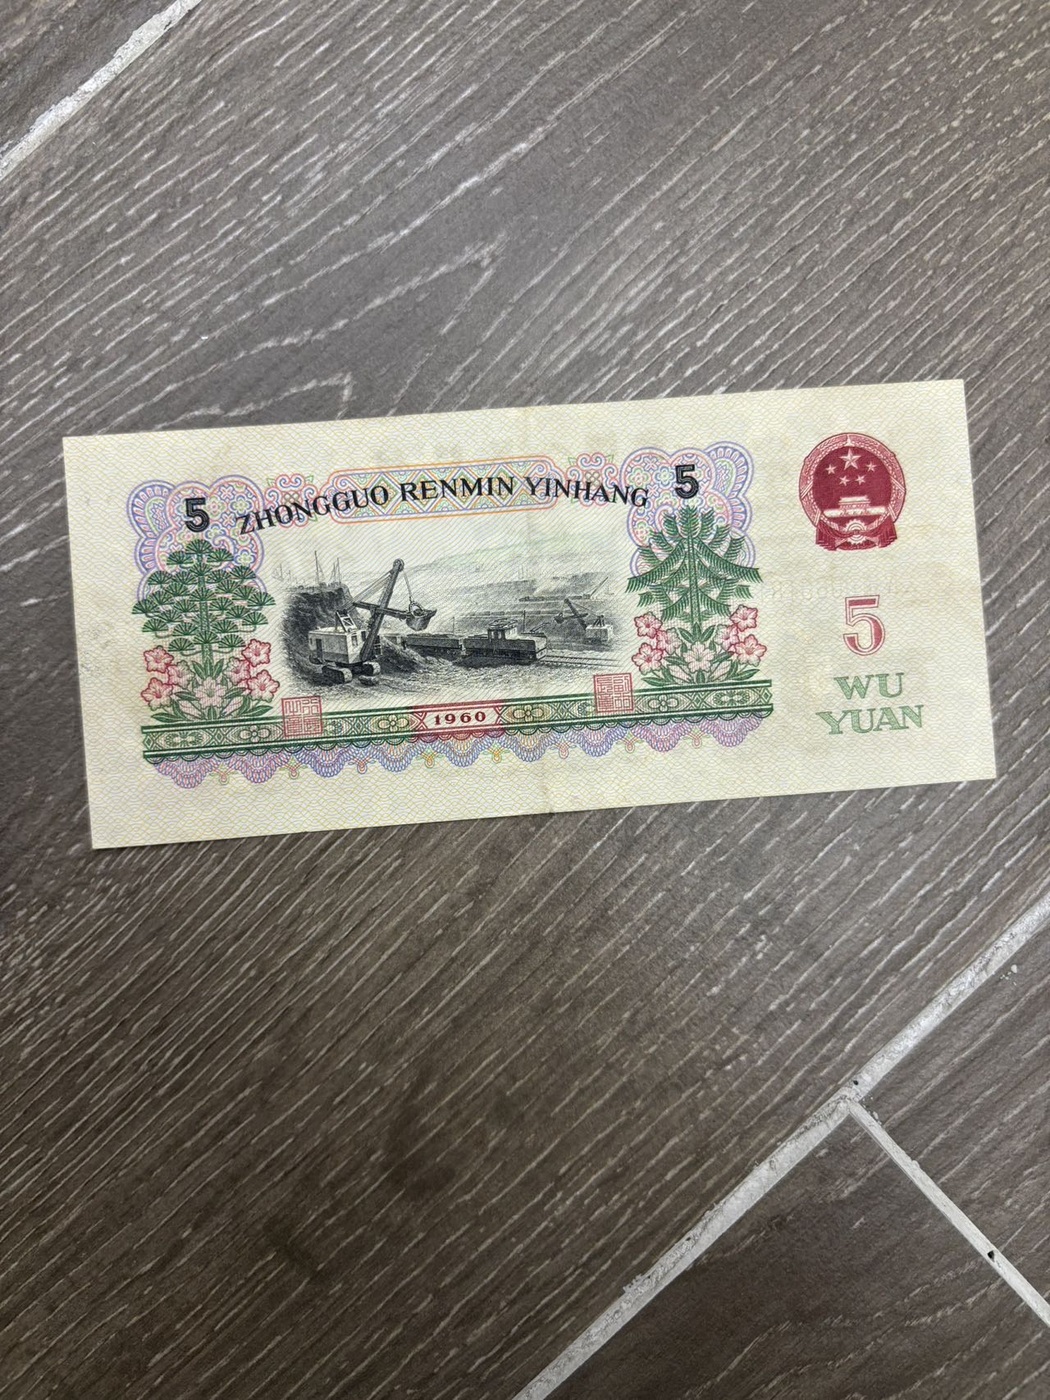 5 ZHONGGUO RENMIN YINHANG 5
5
WU
YUAN
1960